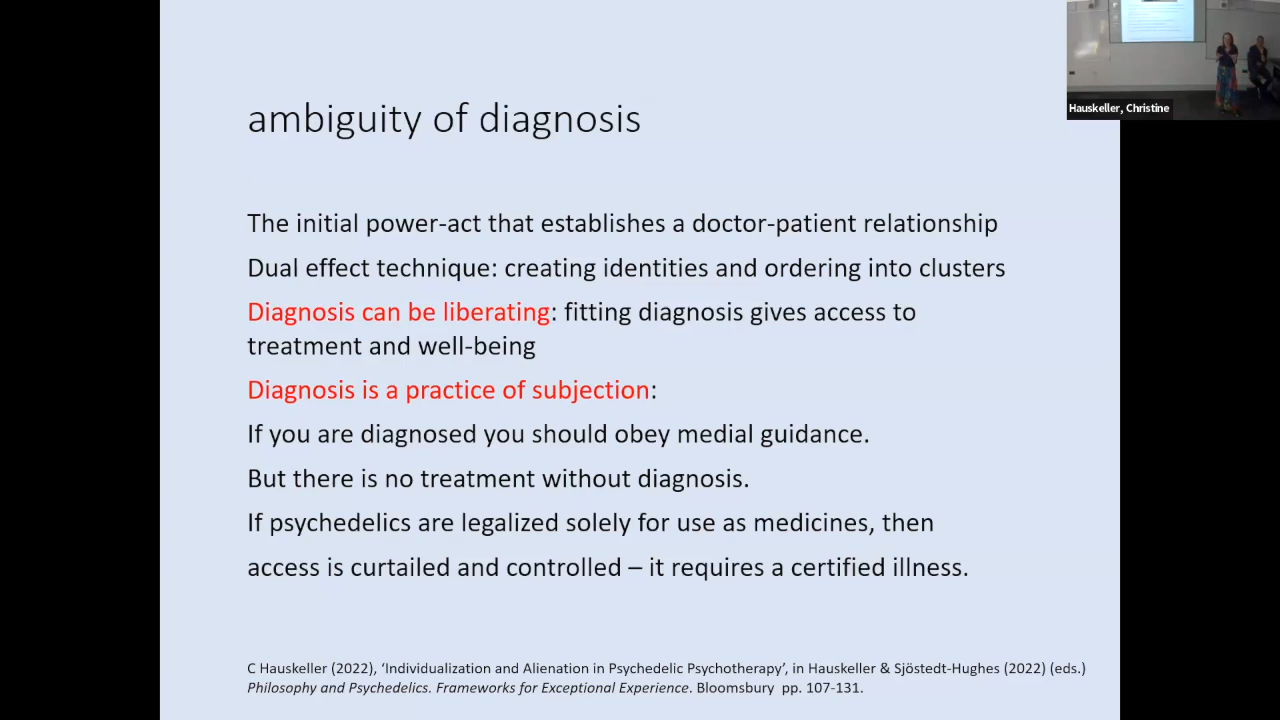 Hauskeller, Christine
ambiguity of diagnosis
The initial power-act that establishes a doctor-patient relationship
Dual effect technique: creating identities and ordering into clusters
Diagnosis can be liberating: fitting diagnosis gives access to
treatment and well-being
Diagnosis is a practice of subjection:
If you are diagnosed you should obey medial guidance.
But there is no treatment without diagnosis.
If psychedelics are legalized solely for use as medicines, then
access is curtailed and controlled – it requires a certified illness.
C Hauskeller (2022), ‘Individualization and Alienation in Psychedelic Psychotherapy’, in Hauskeller & Sjöstedt-Hughes (2022) (eds.)
Philosophy and Psychedelics. Frameworks for Exceptional Experience. Bloomsbury pp. 107-131.